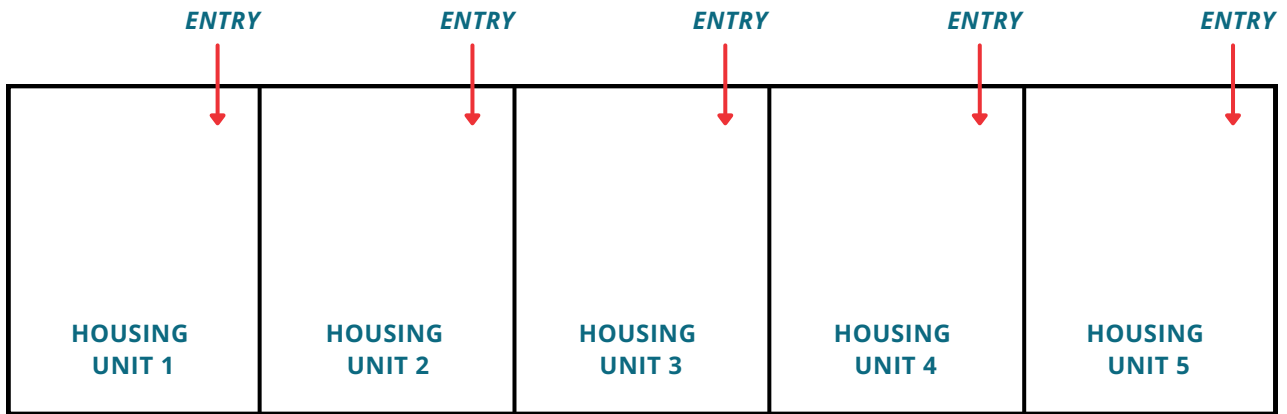 ENTRY ENTRY ENTRY ENTRY ENTRY
HOUSING
UNIT 1
HOUSING
UNIT 2
HOUSING
UNIT 3
HOUSING
UNIT 4
HOUSING
UNIT 5